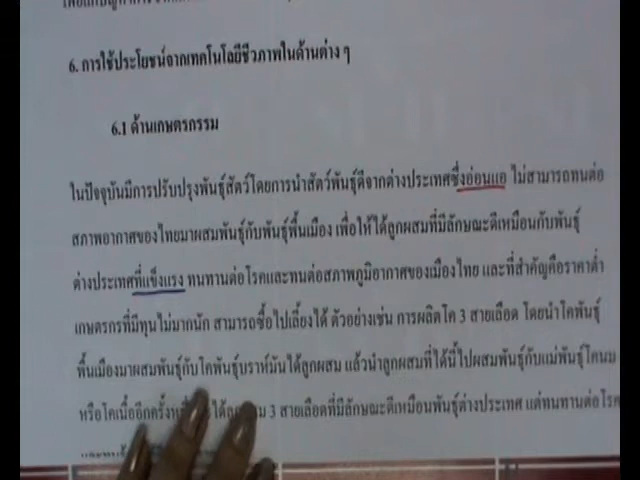 6. การใช้ประโยชน์จากเทคโนโลยีชีวภาพในด้านต่าง ๆ
6.1 ด้านเกษตรกรรม
ในปัจจุบันมีการปรับปรุงพันธุ์สัตว์โดยการนำสัตว์พันธุ์ดีจากต่างประเทศซึ่งอ่อนแอ ไม่สามารถทนต่อ
สภาพอากาศของไทยมาผสมพันธุ์กับพันธุ์พื้นเมือง เพื่อให้ได้ลูกผสมที่มีลักษณะดีเหมือนกับพันธุ์
ต่างประเทศที่แข็งแรง ทนทานต่อโรคและทนต่อสภาพภูมิอากาศของเมืองไทย และที่สำคัญคือราคาต่ำ
เกษตรกรที่มีทุนไม่มากนัก สามารถซื้อไปเลี้ยงได้ ตัวอย่างเช่น การผลิตโค 3 สายเลือด โดยนำโคพันธุ์
พื้นเมืองมาผสมพันธุ์กับโคพันธุ์บราห์มันได้ลูกผสม แล้วนำลูกผสมที่ได้นี้ไปผสมพันธุ์กับแม่พันธุ์โคนม
หรือโคเนื้ออีกครั้ง 3 สายเลือดที่มีลักษณะดีเหมือนพันธุ์ต่างประเทศ แต่ทนทานต่อโรค